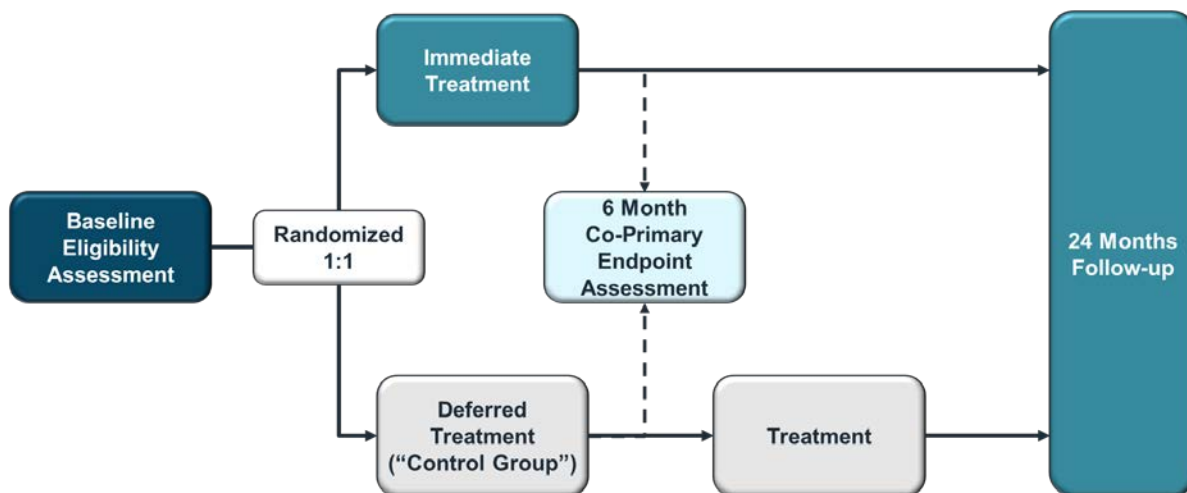 Immediate
Treatment
Baseline
Eligibility
Assessment
Randomized
1:1
6 Month
Co-Primary
Endpoint
Assessment
24 Months
Follow-up
Deferred
Treatment
(“Control Group”)
Treatment